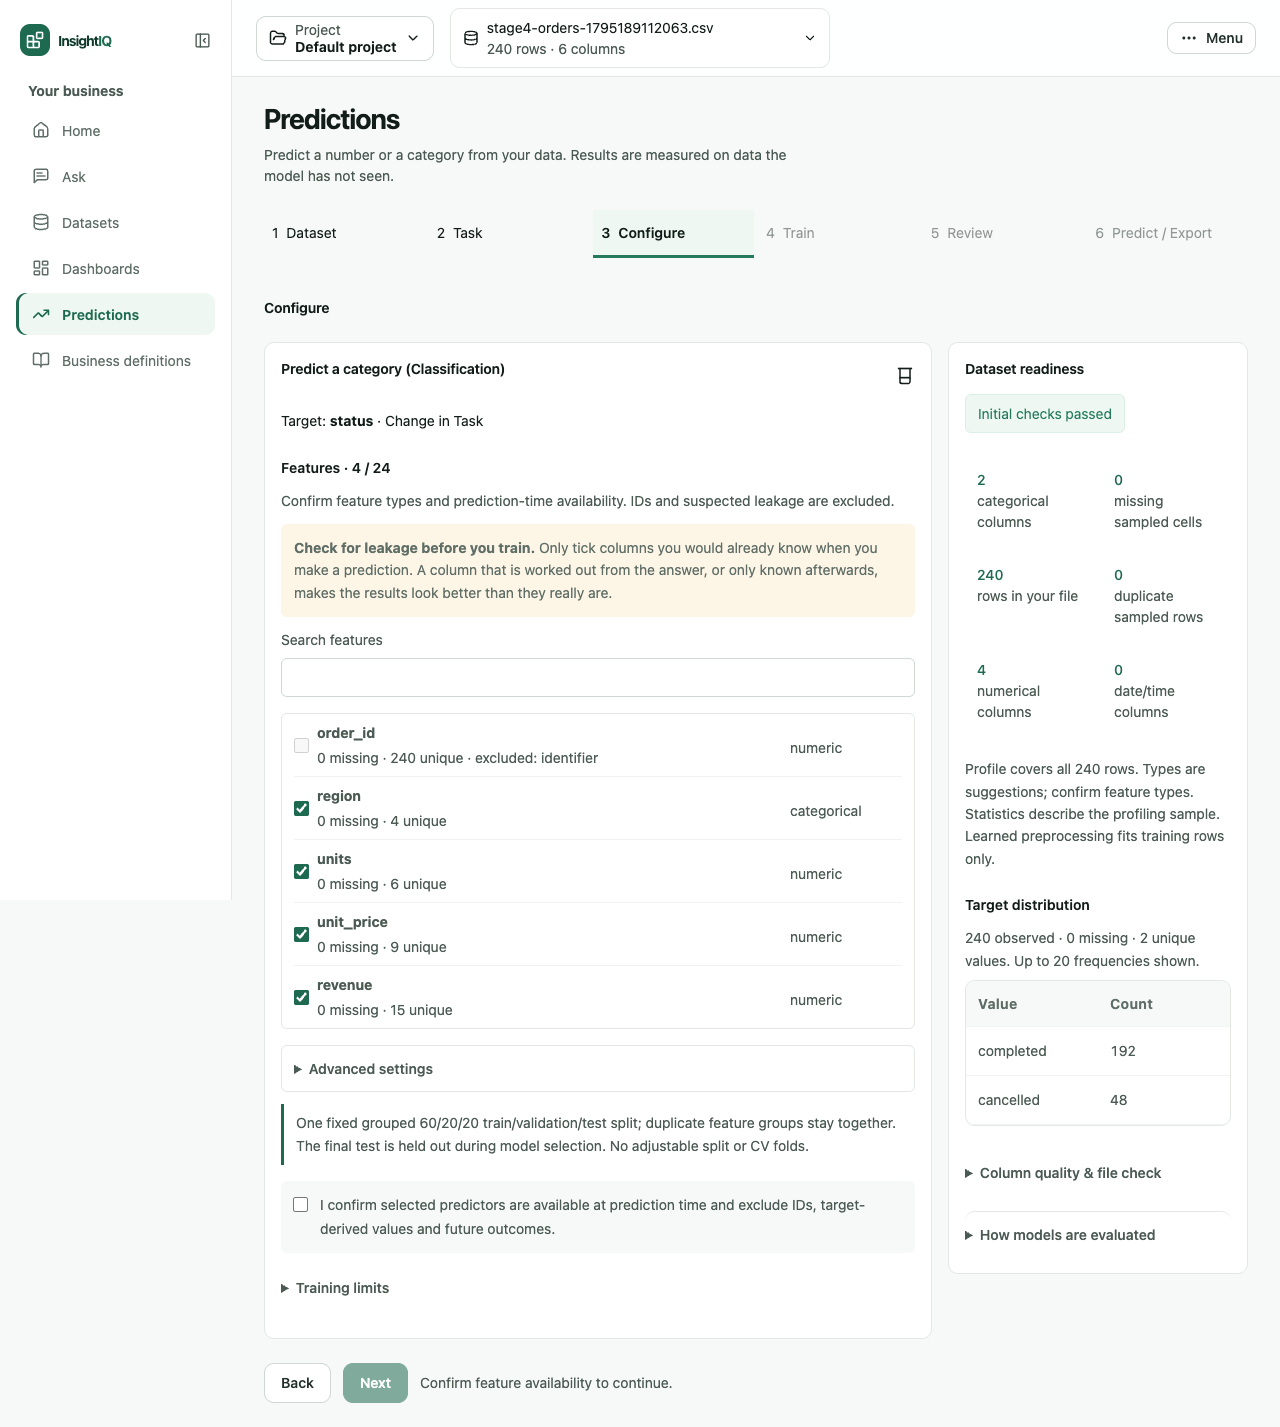 InsightIQ
Your business
Home
Ask
Datasets
Dashboards
Predictions
Business definitions
Project
Default project
stage4-orders-1795189112063.csv
240 rows · 6 columns
Menu
Predictions
Predict a number or a category from your data. Results are measured on data the
model has not seen.
1 Dataset
2 Task
3 Configure
4 Train
5 Review
6 Predict / Export
Configure
Predict a category (Classification)
Target: status · Change in Task
Features · 4 / 24
Confirm feature types and prediction-time availability. IDs and suspected leakage are excluded.
Check for leakage before you train. Only tick columns you would already know when you
make a prediction. A column that is worked out from the answer, or only known afterwards,
makes the results look better than they really are.
Search features
order_id
0 missing · 240 unique · excluded: identifier
numeric
region
0 missing · 4 unique
categorical
units
0 missing · 6 unique
numeric
unit_price
0 missing · 9 unique
numeric
revenue
0 missing · 15 unique
numeric
Advanced settings
One fixed grouped 60/20/20 train/validation/test split; duplicate feature groups stay together.
The final test is held out during model selection. No adjustable split or CV folds.
I confirm selected predictors are available at prediction time and exclude IDs, target-
derived values and future outcomes.
Training limits
Back
Next
Confirm feature availability to continue.
Dataset readiness
Initial checks passed
2
categorical
columns
0
missing
sampled cells
240
rows in your file
0
duplicate
sampled rows
4
numerical
columns
0
date/time
columns
Profile covers all 240 rows. Types are
suggestions; confirm feature types.
Statistics describe the profiling sample.
Learned preprocessing fits training rows
only.
Target distribution
240 observed · 0 missing · 2 unique
values. Up to 20 frequencies shown.
Value Count
completed 192
cancelled 48
Column quality & file check
How models are evaluated